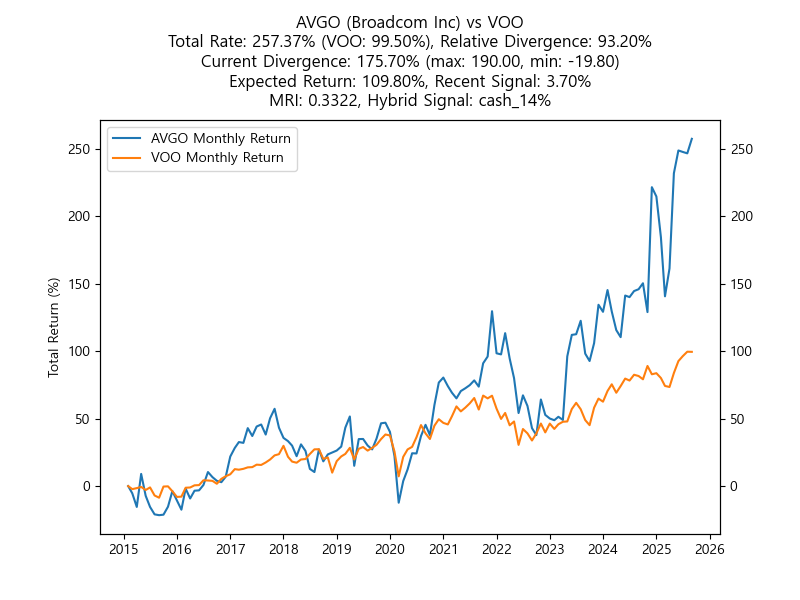 AVGO (Broadcom Inc) vs VOO
Total Rate: 257.37% (VOO: 99.50%), Relative Divergence: 93.20%
Current Divergence: 175.70% (max: 190.00, min: -19.80)
Expected Return: 109.80%, Recent Signal: 3.70%
MRI: 0.3322, Hybrid Signal: cash_14%
AVGO Monthly Return
VOO Monthly Return
Total Return (%)
250
200
150
100
50
0
250
200
150
100
50
0
2015 2016 2017 2018 2019 2020 2021 2022 2023 2024 2025 2026